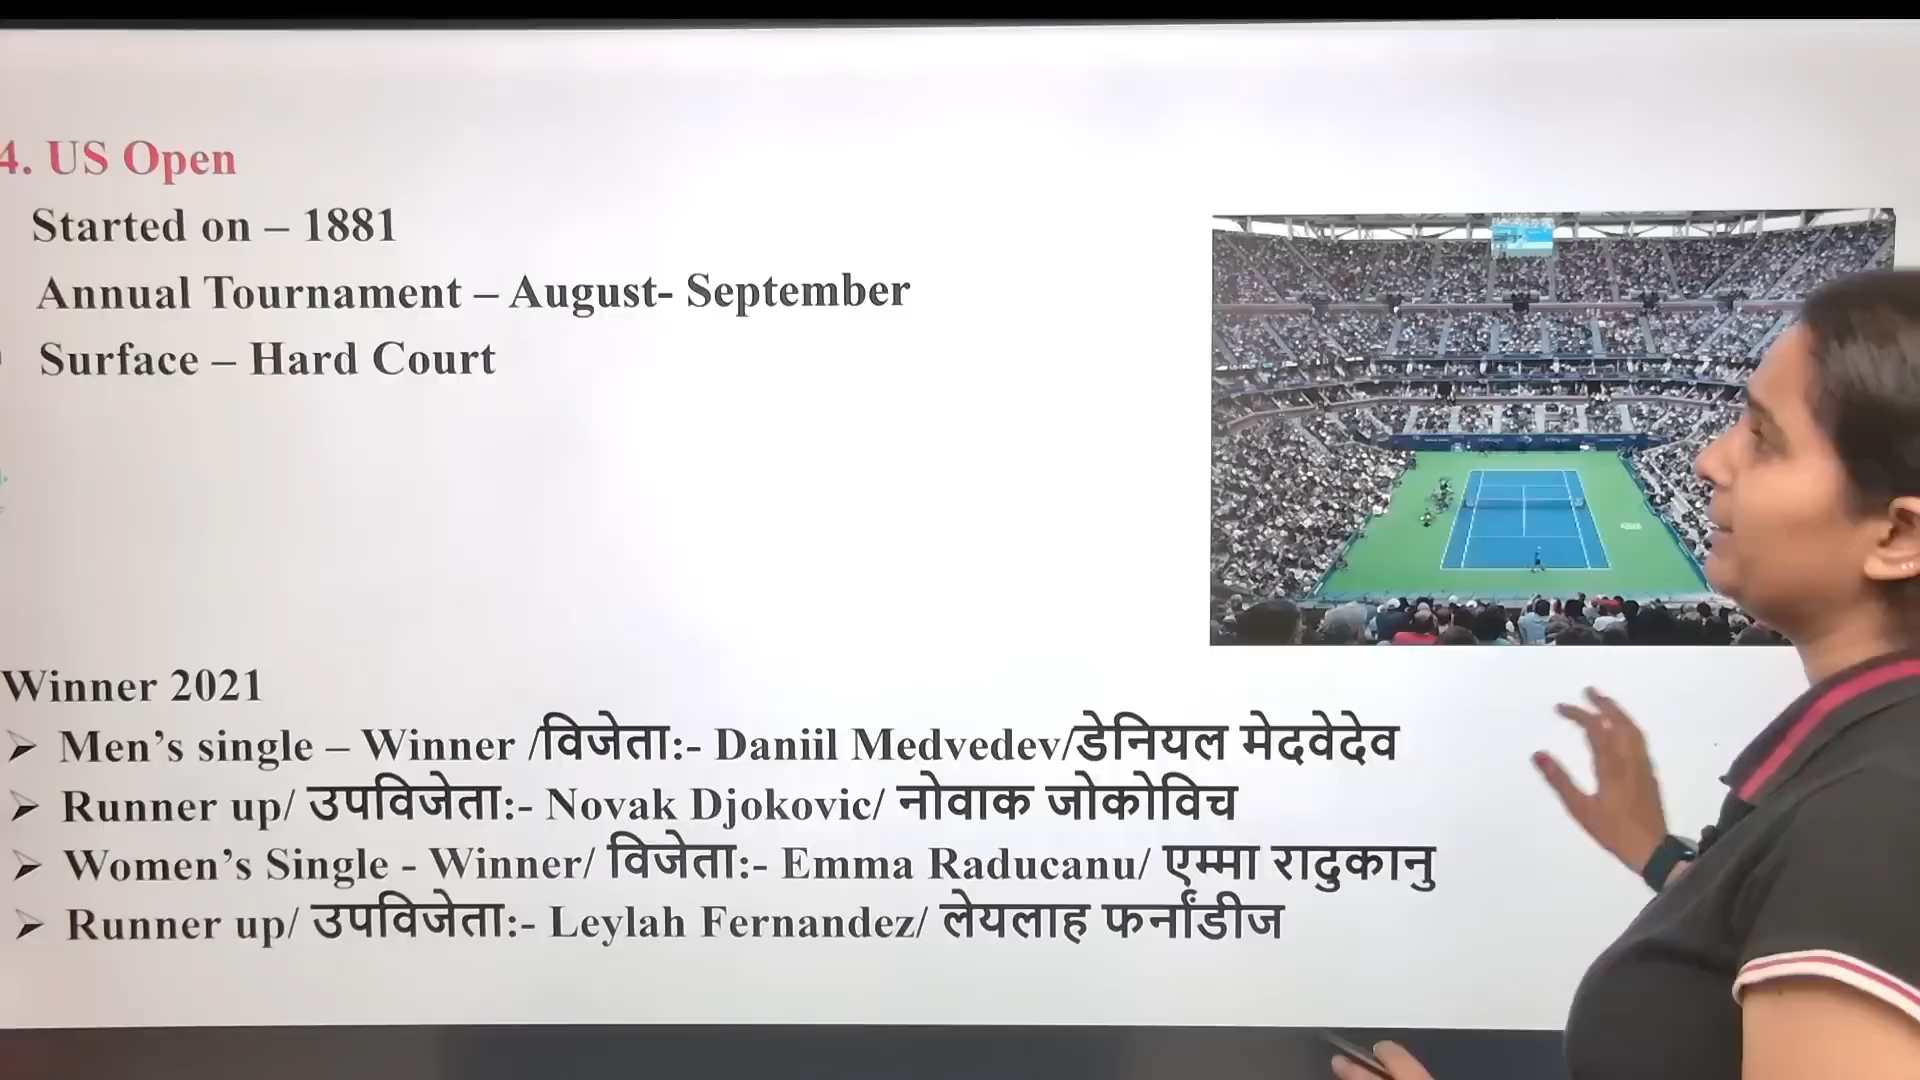 4. US Open
Started on – 1881
Annual Tournament – August- September
Surface – Hard Court
Winner 2021
➢ Men’s single – Winner /विजेता:- Daniil Medvedev/डेनियल मेदवेदेव
➢ Runner up/ उपविजेता:- Novak Djokovic/ नोवाक जोकोविच
➢ Women’s Single - Winner/ विजेता:- Emma Raducanu/ एम्मा रादुकानु
➢ Runner up/ उपविजेता:- Leylah Fernandez/ लेयलाह फर्नांडीज